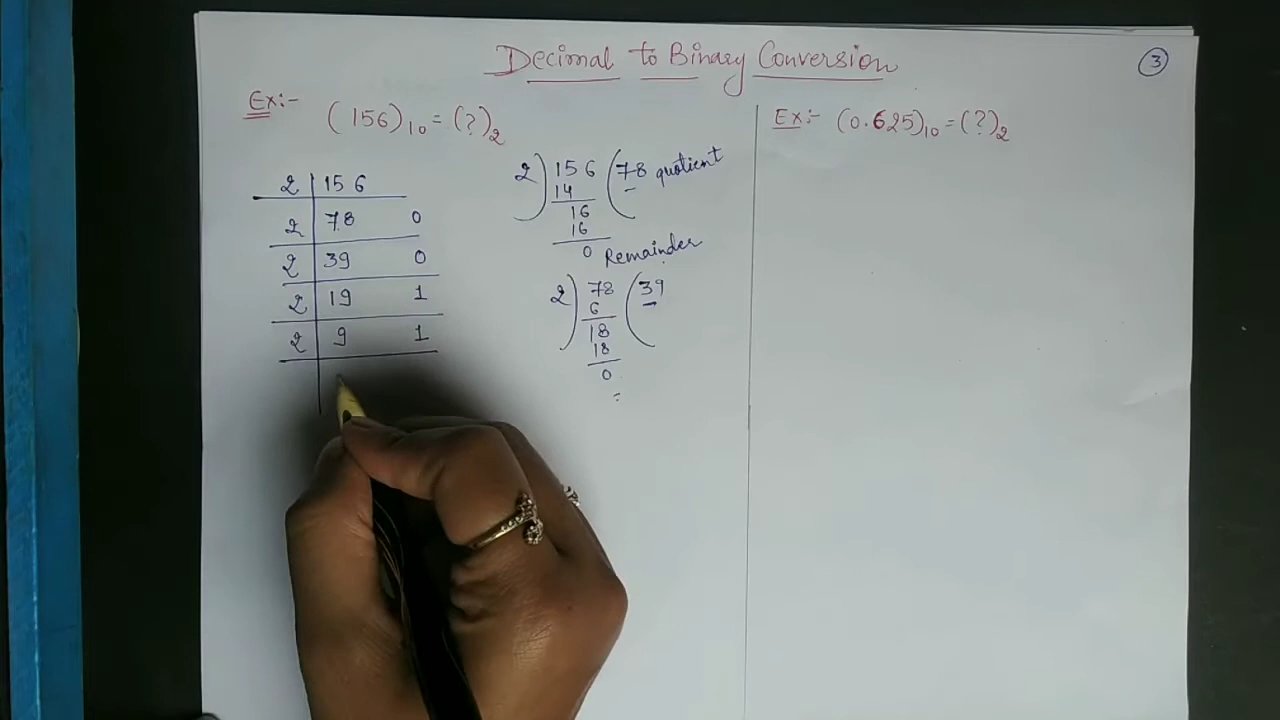 Decimal to Binary Conversion
3
Ex:- (156)10 = (?)2
2 | 156
2 | 78 0
2 | 39 0
2 | 19 1
2 | 9 1
2) 156 (78 quotient
14
16
16
0 Remainder
2) 78 (39
6
18
18
0
=
Ex:- (0.625)10 = (?)2